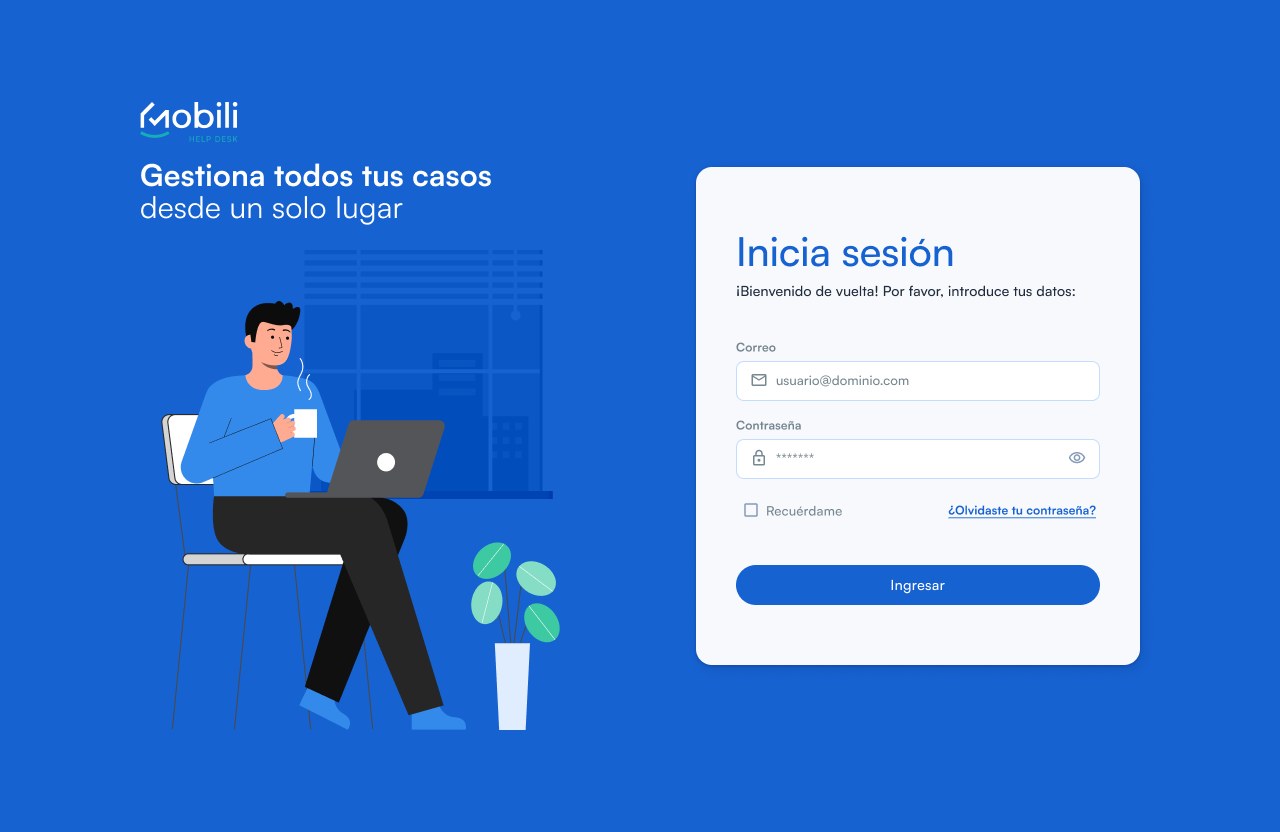 Mobili
HELP DESK
Gestiona todos tus casos
desde un solo lugar
Inicia sesión
¡Bienvenido de vuelta! Por favor, introduce tus datos:
Correo
usuario@dominio.com
Contraseña
*******
Recuérdame
¿Olvidaste tu contraseña?
Ingresar